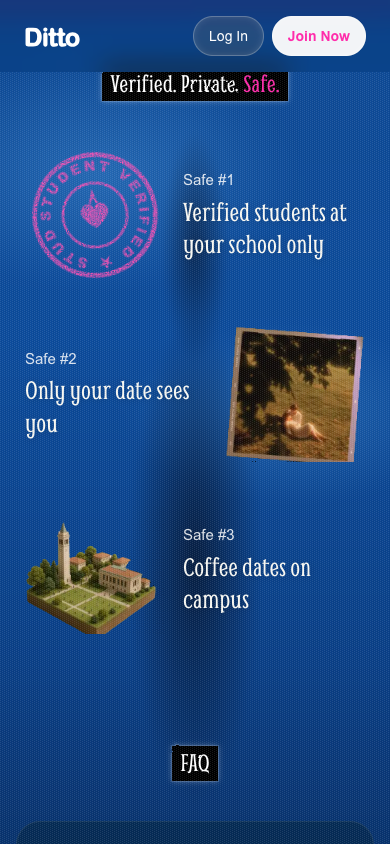 Ditto
Log In
Join Now
Verified. Private. Safe.
STUDENT VERIFIED ★ STUD
Safe #1
Verified students at
your school only
Safe #2
Only your date sees
you
Safe #3
Coffee dates on
campus
FAQ